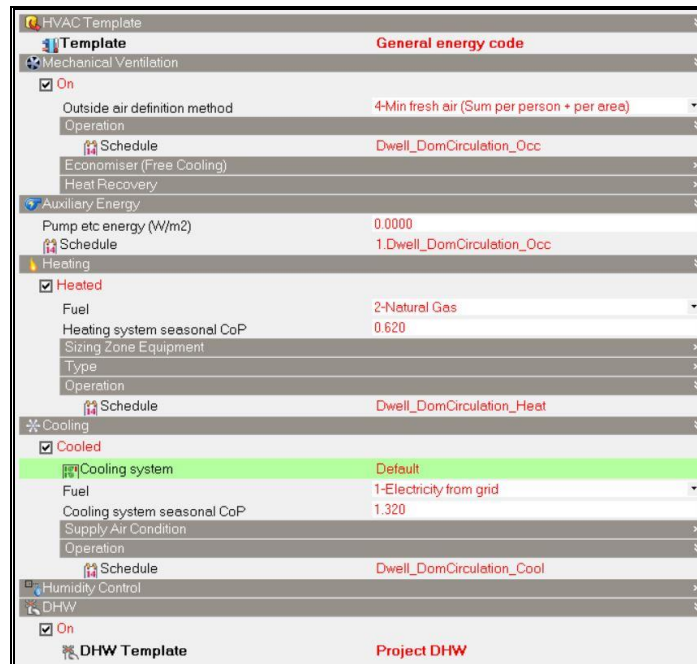 HVAC Template
Template General energy code
Mechanical Ventilation
On
Outside air definition method 4-Min fresh air (Sum per person + per area)
Operation
14 Schedule Dwell_DomCirculation_Occ
Economiser (Free Cooling)
Heat Recovery
Auxiliary Energy
Pump etc energy (W/m2) 0.0000
14 Schedule 1.Dwell_DomCirculation_Occ
Heating
Heated
Fuel 2-Natural Gas
Heating system seasonal CoP 0.620
Sizing Zone Equipment
Type
Operation
14 Schedule Dwell_DomCirculation_Heat
Cooling
Cooled
Cooling system Default
Fuel 1-Electricity from grid
Cooling system seasonal CoP 1.320
Supply Air Condition
Operation
14 Schedule Dwell_DomCirculation_Cool
Humidity Control
DHW
On
DHW Template Project DHW